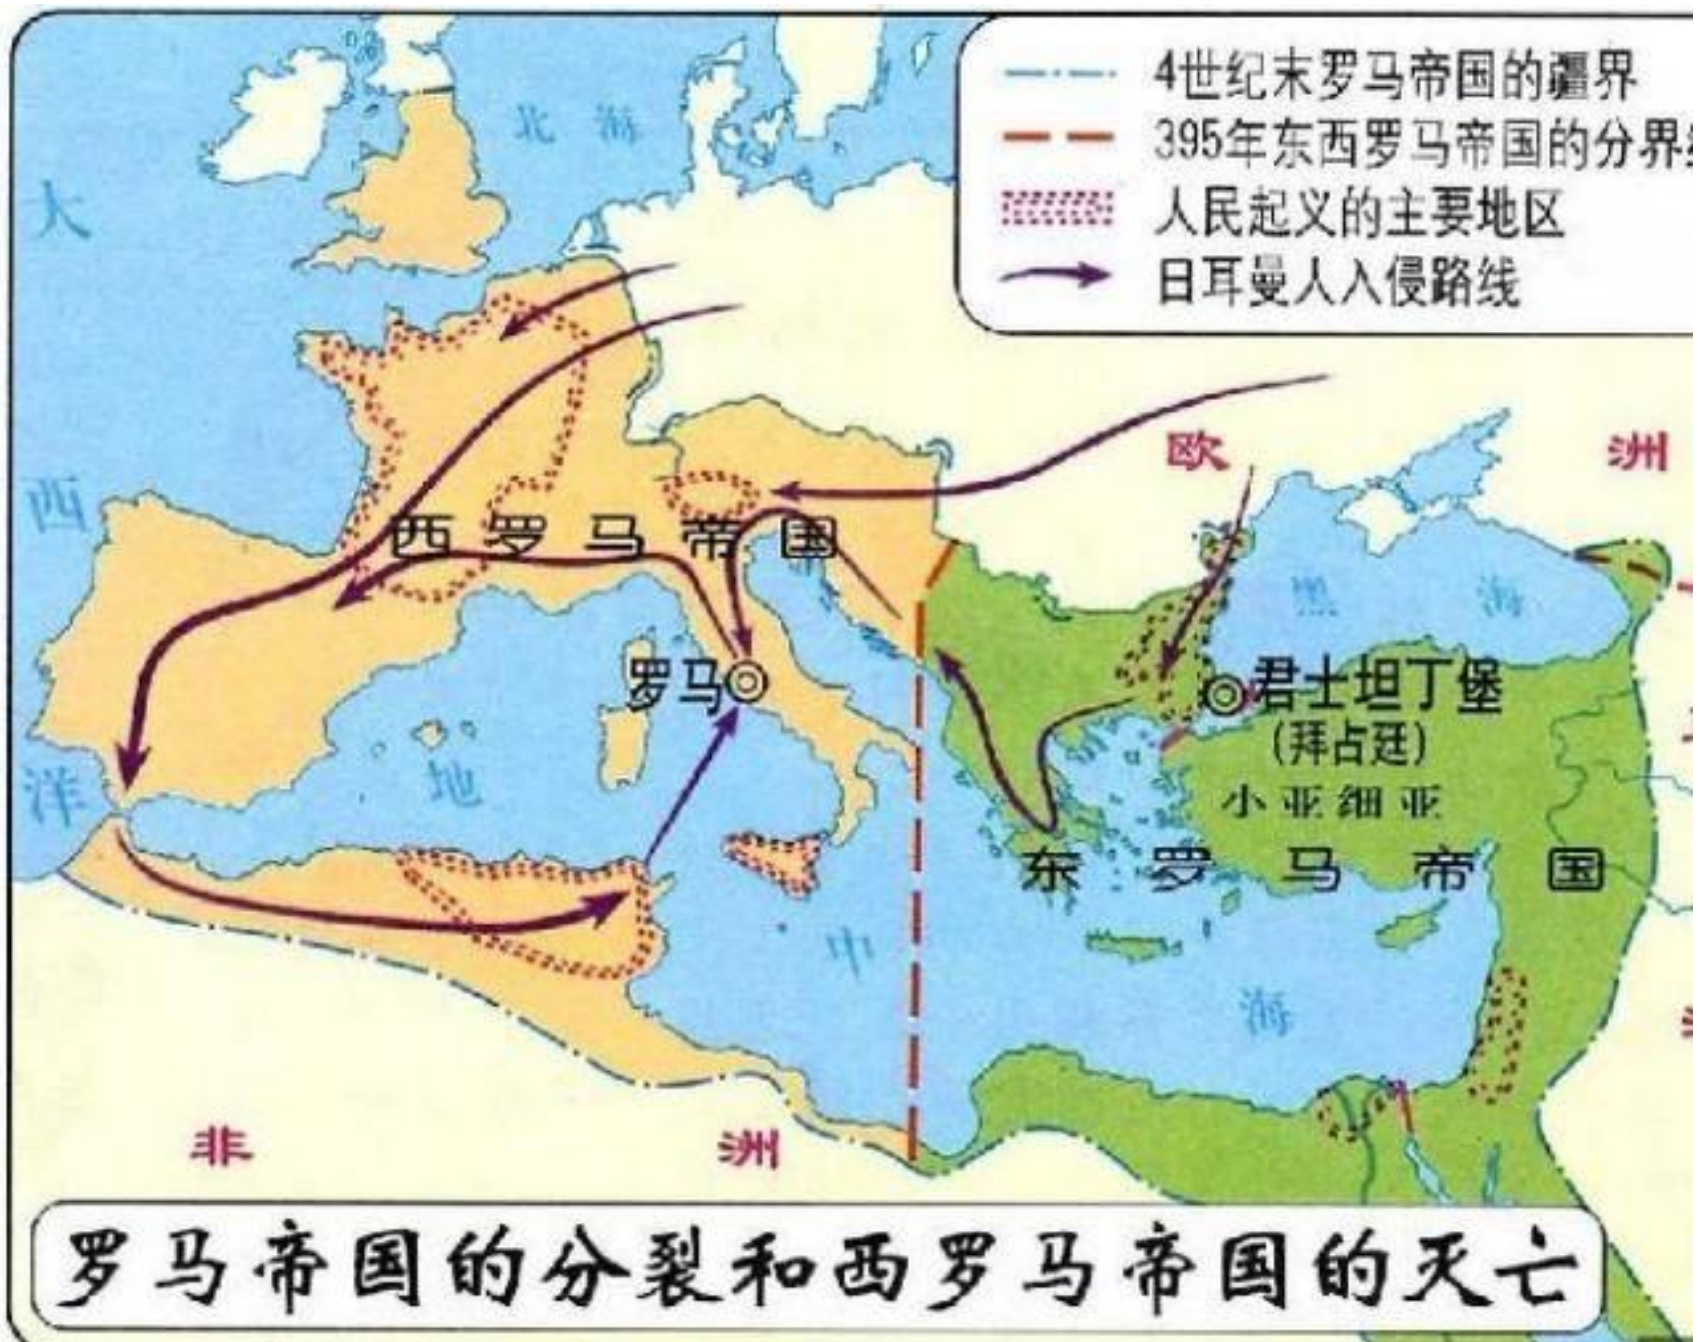 4世纪末罗马帝国的疆界
395年东西罗马帝国的分界
人民起义的主要地区
日耳曼人入侵路线
北海
大西洋
欧洲
西罗马帝国
黑海
罗马
君士坦丁堡
(拜占廷)
小亚细亚
东罗马帝国
地中海
非洲
罗马帝国的分裂和西罗马帝国的灭亡